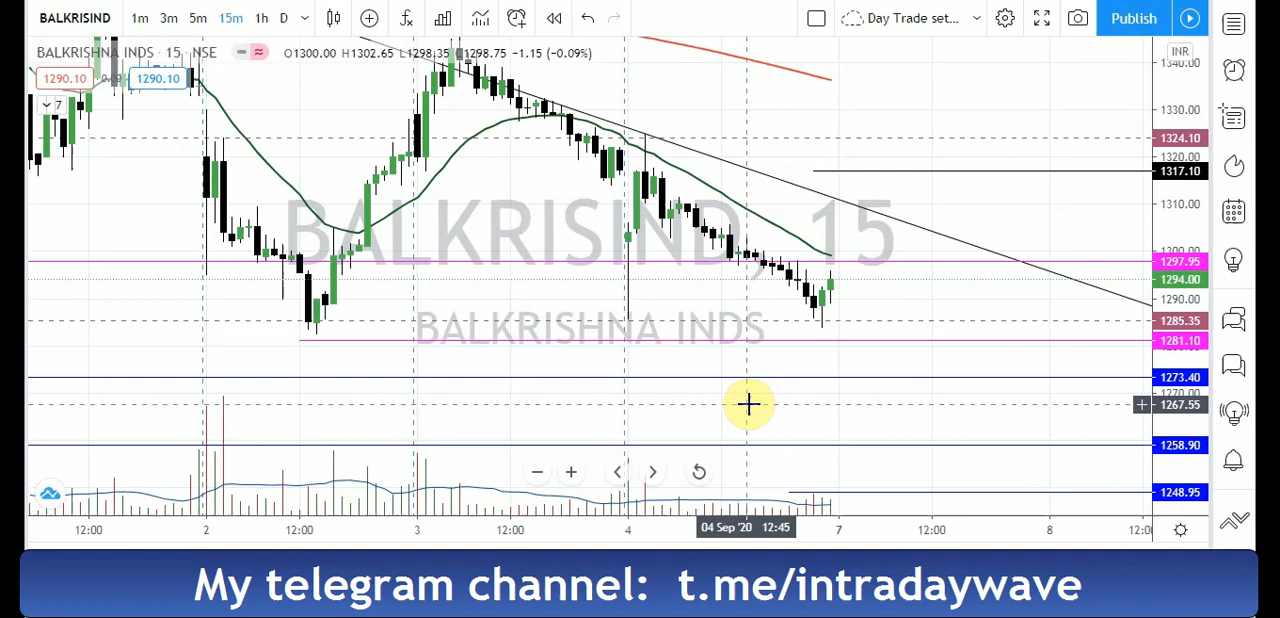 BALKRISIND 1m 3m 5m 15m 1h D Day Trade set... Publish
BALKRISHNA INDS · 15 · NSE O1300.00 H1302.65 L1298.35 C1298.75 −1.15 (−0.09%) INR
1290.10 0.00 1290.10
7
1340.00
1330.00
1324.10
1320.00
1317.10
1310.00
BALKRISIND, 15
1300.00
1297.95
1294.00
1290.00
BALKRISHNA INDS
1285.35
1281.10
1273.40
1270.00
1267.55
1258.90
1248.95
04 Sep '20 12:45
12:00 2 12:00 3 12:00 4 7 12:00 8 12:0
My telegram channel: t.me/intradaywave